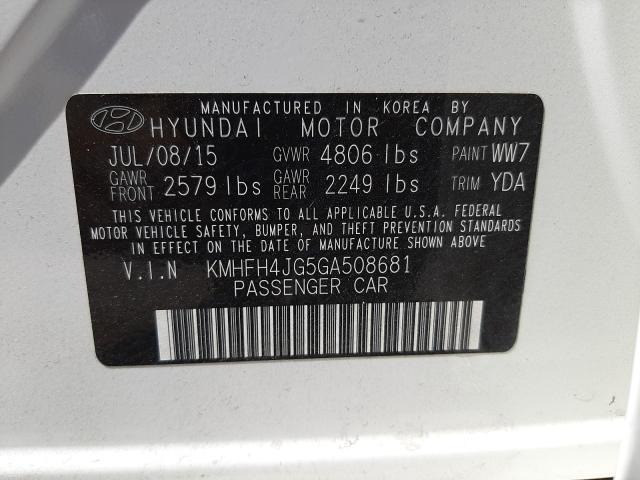 MANUFACTURED IN KOREA BY
HYUNDAI MOTOR COMPANY
JUL/08/15 GVWR 4806 lbs PAINT WW7
GAWR FRONT 2579 lbs GAWR REAR 2249 lbs TRIM YDA
THIS VEHICLE CONFORMS TO ALL APPLICABLE U.S.A. FEDERAL
MOTOR VEHICLE SAFETY, BUMPER, AND THEFT PREVENTION STANDARDS
IN EFFECT ON THE DATE OF MANUFACTURE SHOWN ABOVE.
V.I.N KMHFH4JG5GA508681
PASSENGER CAR